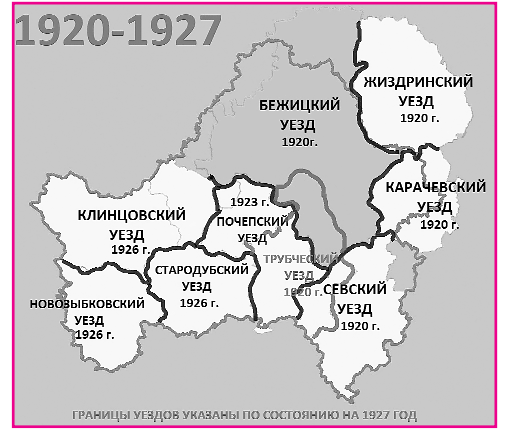 1920-1927
ЖИЗДРИНСКИЙ
УЕЗД
1920 г.
БЕЖИЦКИЙ
УЕЗД
1920г.
КАРАЧЕВСКИЙ
УЕЗД
1920 г.
1923 г.
ПОЧЕПСКИЙ
УЕЗД
КЛИНЦОВСКИЙ
УЕЗД
1926 г.
ТРУБЧЕСКИЙ
УЕЗД
1920 г.
СТАРОДУБСКИЙ
УЕЗД
1926 г.
СЕВСКИЙ
УЕЗД
1920 г.
НОВОЗЫБКОВСКИЙ
УЕЗД
1926 г.
ГРАНИЦЫ УЕЗДОВ УКАЗАНЫ ПО СОСТОЯНИЮ НА 1927 ГОД